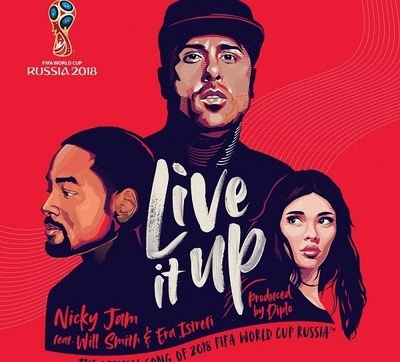 FIFA WORLD CUP
RUSSIA 2018
Live
it up
Nicky Jam
feat. Will Smith & Era Istrefi
Produced
by Diplo
THE OFFICIAL SONG OF 2018 FIFA WORLD CUP RUSSIA™